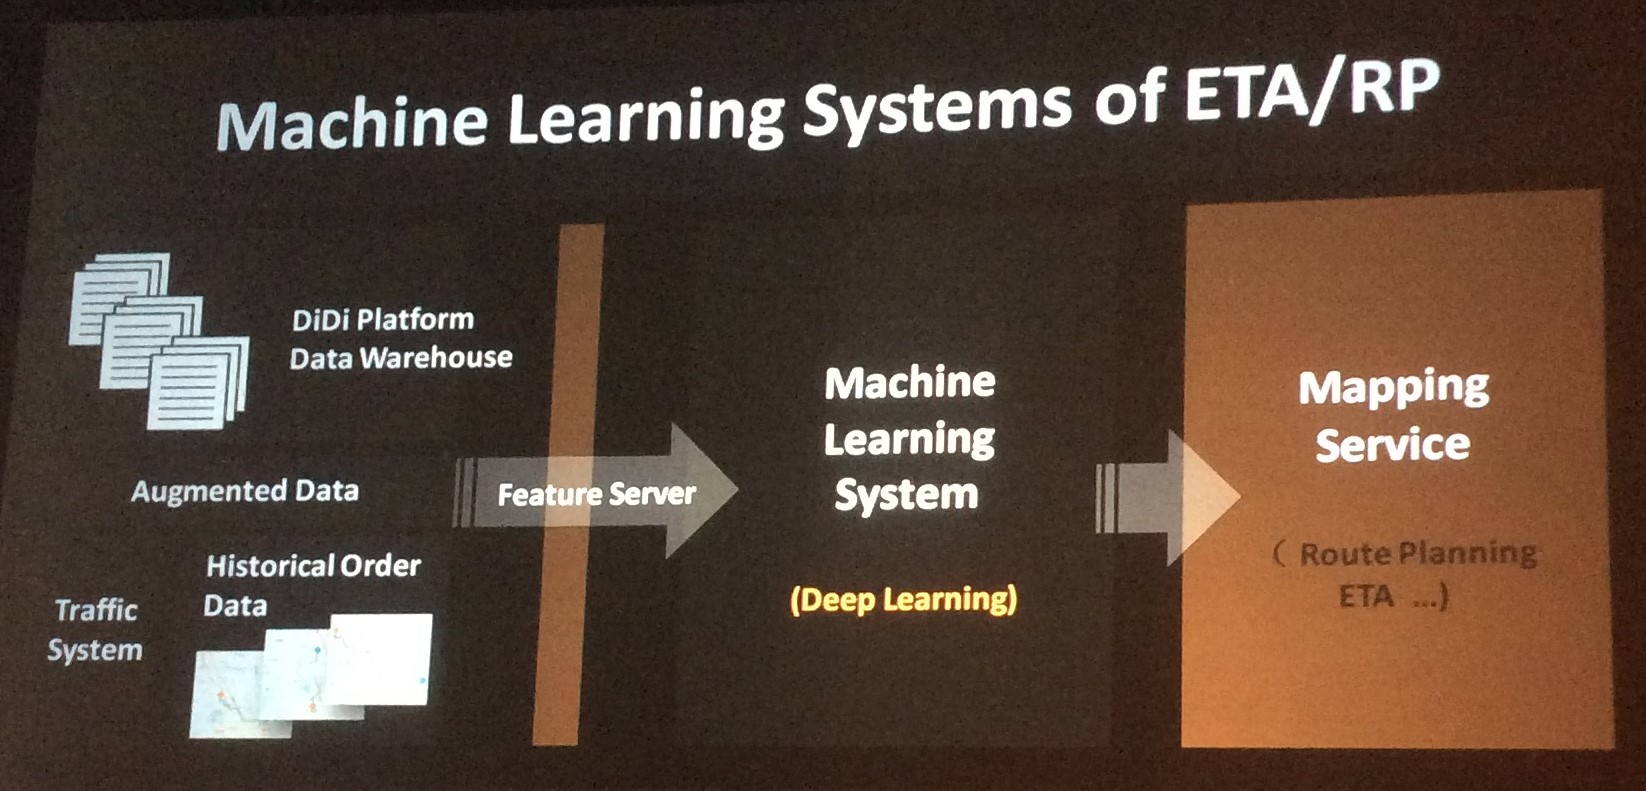 Machine Learning Systems of ETA/RP
DiDi Platform
Data Warehouse
Augmented Data
Historical Order
Data
Traffic
System
Feature Server
Machine
Learning
System
(Deep Learning)
Mapping
Service
( Route Planning
ETA ...)